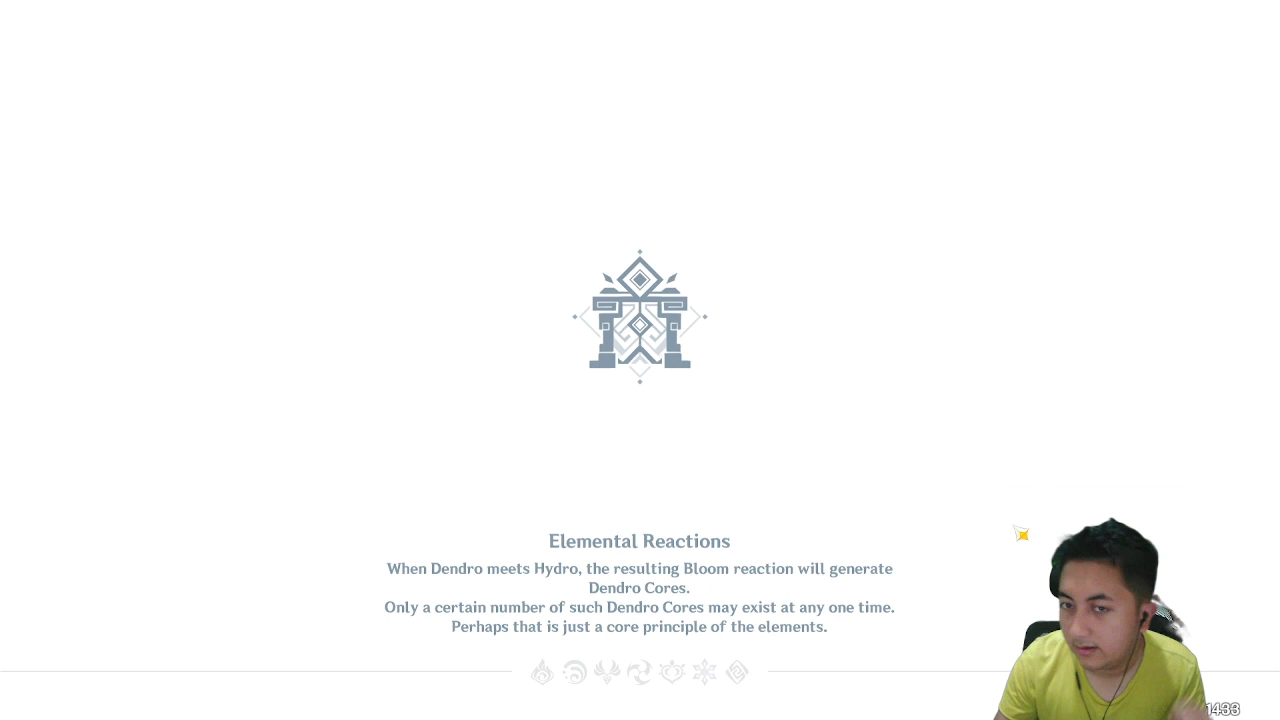 Elemental Reactions
When Dendro meets Hydro, the resulting Bloom reaction will generate
Dendro Cores.
Only a certain number of such Dendro Cores may exist at any one time.
Perhaps that is just a core principle of the elements.
1433